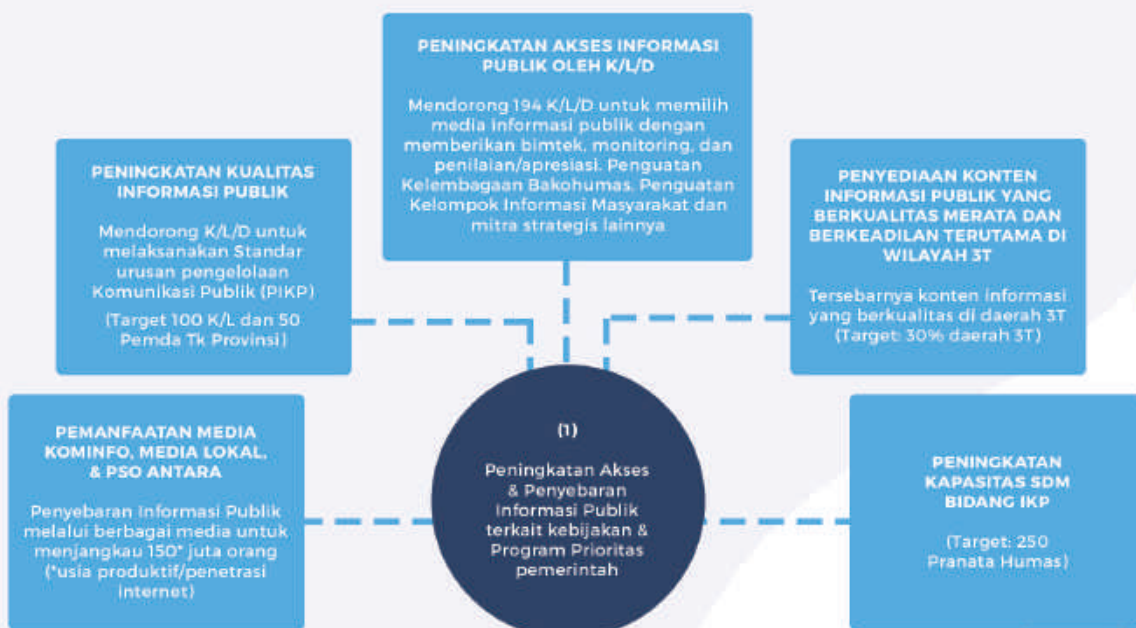 PENINGKATAN AKSES INFORMASI
PUBLIK OLEH K/L/D
Mendorong 194 K/L/D untuk memilih
media informasi publik dengan
memberikan bimtek, monitoring, dan
penilaian/apresiasi. Penguatan
Kelembagaan Bakohumas. Penguatan
Kelompok Informasi Masyarakat dan
mitra strategis lainnya
PENINGKATAN KUALITAS
INFORMASI PUBLIK
Mendorong K/L/D untuk
melaksanakan Standar
urusan pengelolaan
Komunikasi Publik (PIKP)
(Target 100 K/L dan 50
Pemda Tk Provinsi)
PENYEDIAAN KONTEN
INFORMASI PUBLIK YANG
BERKUALITAS MERATA DAN
BERKEADILAN TERUTAMA DI
WILAYAH 3T
Tersebarnya konten informasi
yang berkualitas di daerah 3T
(Target: 30% daerah 3T)
PEMANFAATAN MEDIA
KOMINFO, MEDIA LOKAL,
& PSO ANTARA
Penyebaran Informasi Publik
melalui berbagai media untuk
menjangkau 150* juta orang
(*usia produktif/penetrasi
internet)
(1)
Peningkatan Akses
& Penyebaran
Informasi Publik
terkait kebijakan &
Program Prioritas
pemerintah
PENINGKATAN
KAPASITAS SDM
BIDANG IKP
(Target: 250
Pranata Humas)